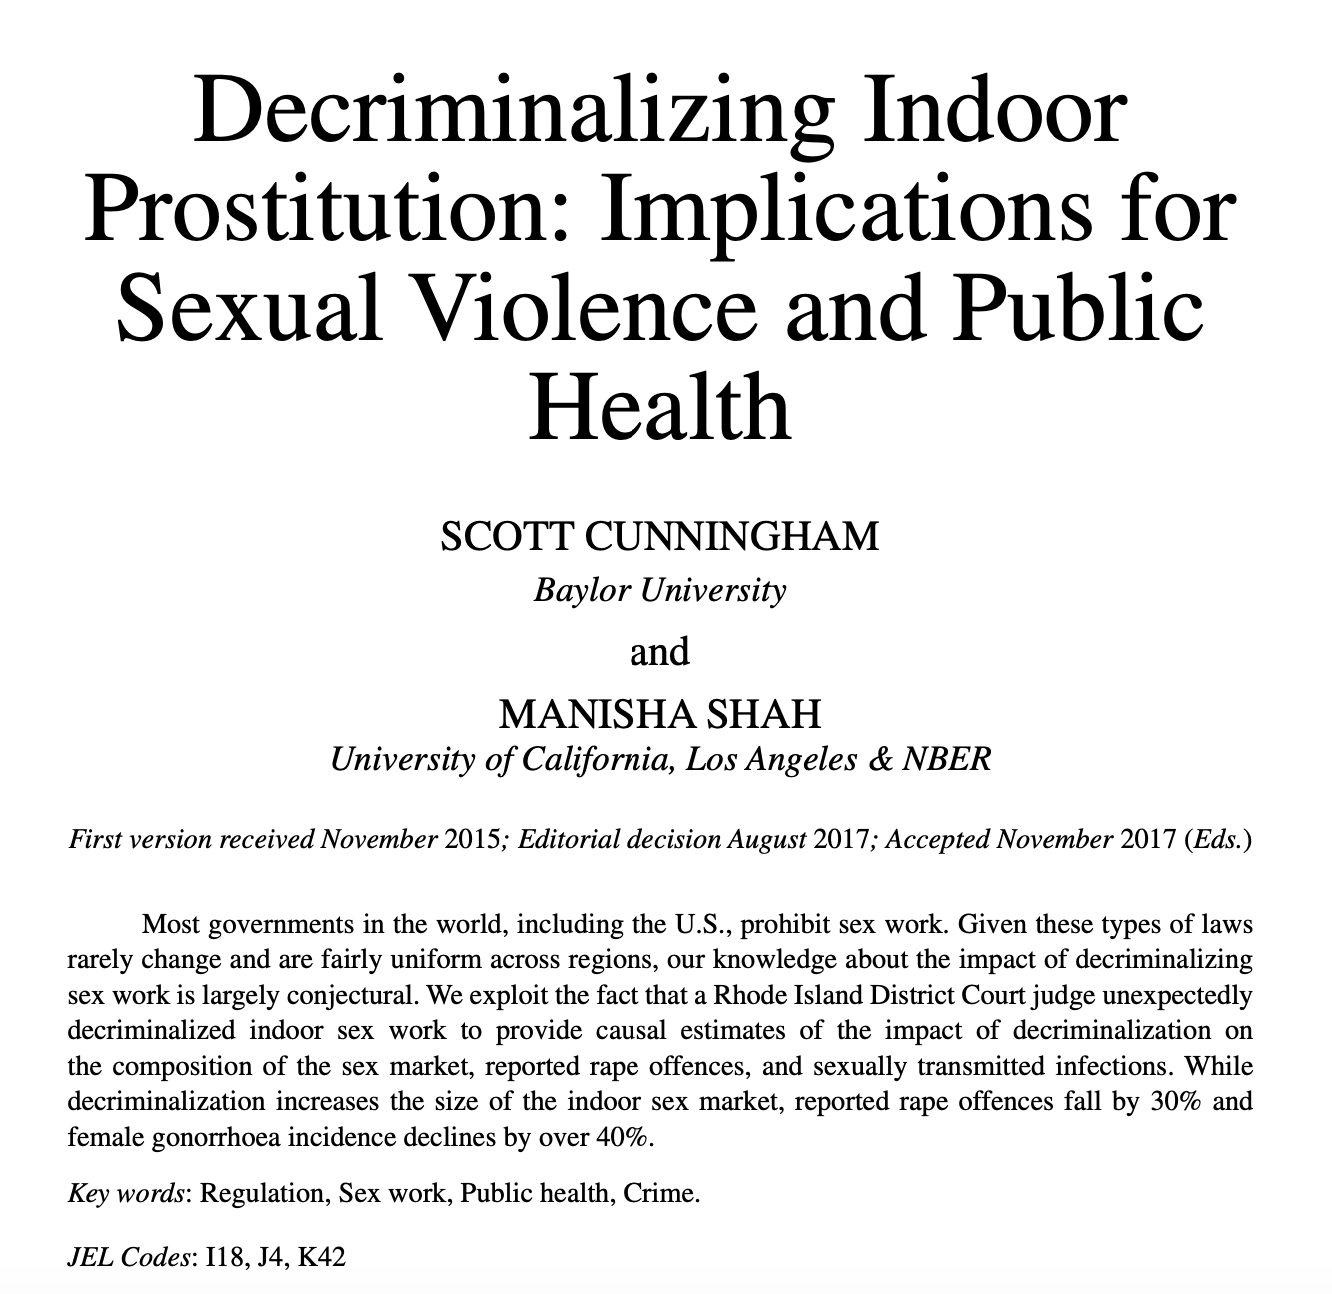 Decriminalizing Indoor
Prostitution: Implications for
Sexual Violence and Public
Health
SCOTT CUNNINGHAM
Baylor University
and
MANISHA SHAH
University of California, Los Angeles & NBER
First version received November 2015; Editorial decision August 2017; Accepted November 2017 (Eds.)
Most governments in the world, including the U.S., prohibit sex work. Given these types of laws
rarely change and are fairly uniform across regions, our knowledge about the impact of decriminalizing
sex work is largely conjectural. We exploit the fact that a Rhode Island District Court judge unexpectedly
decriminalized indoor sex work to provide causal estimates of the impact of decriminalization on
the composition of the sex market, reported rape offences, and sexually transmitted infections. While
decriminalization increases the size of the indoor sex market, reported rape offences fall by 30% and
female gonorrhoea incidence declines by over 40%.
Key words: Regulation, Sex work, Public health, Crime.
JEL Codes: I18, J4, K42